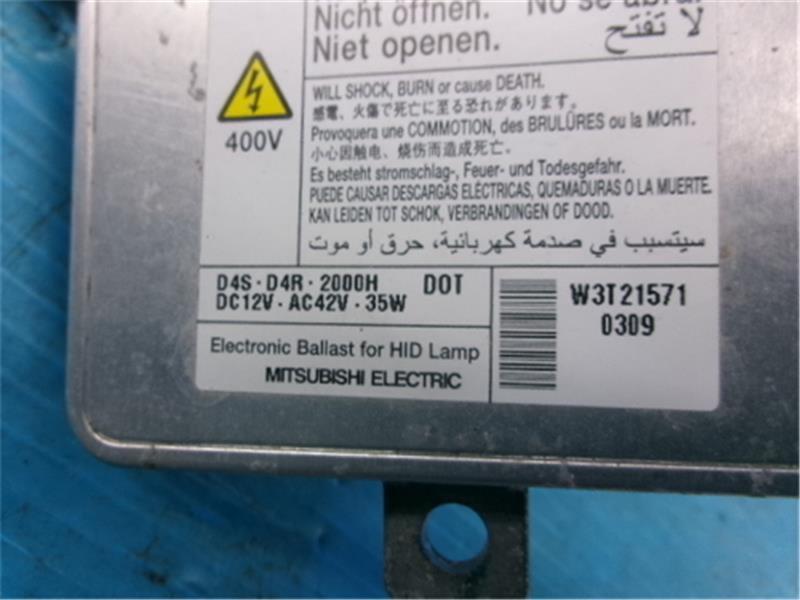 Nicht öffnen. No se abra.
Niet openen. لا تفتح
400V
WILL SHOCK, BURN or cause DEATH.
感電、火傷で死亡に至る恐れがあります。
Provoquera une COMMOTION, des BRULÛRES ou la MORT.
小心因触电、烧伤而造成死亡。
Es besteht stromschlag-, Feuer- und Todesgefahr.
PUEDE CAUSAR DESCARGAS ELÉCTRICAS, QUEMADURAS O LA MUERTE.
KAN LEIDEN TOT SCHOK, VERBRANDINGEN OF DOOD.
سيتسبب في صدمة كهربائية، حرق أو موت
D4S·D4R·2000H DOT
DC12V·AC42V·35W
W3T21571
0309
Electronic Ballast for HID Lamp
MITSUBISHI ELECTRIC